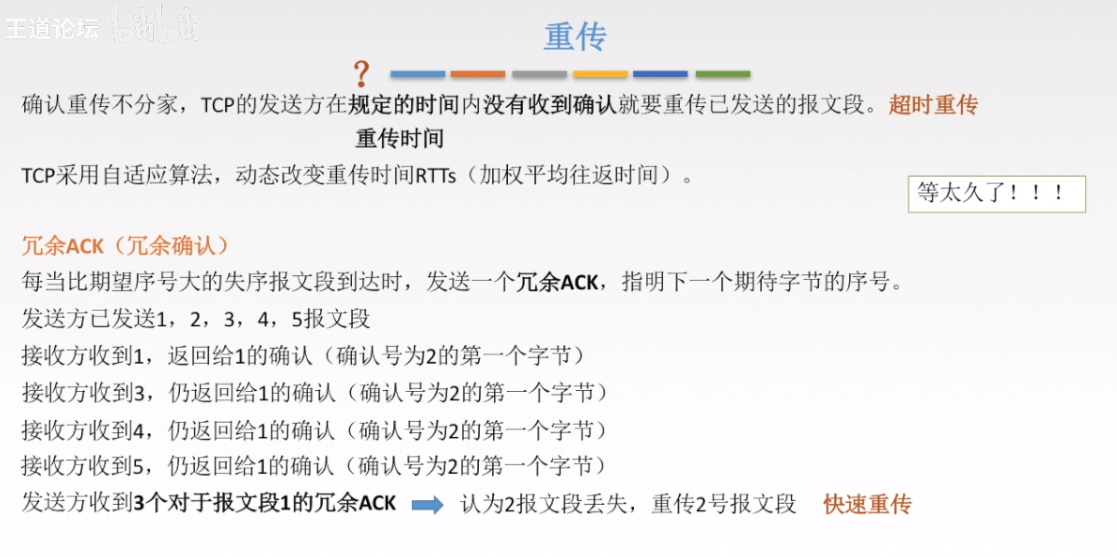 王道论坛 bilibili
重传
？
确认重传不分家，TCP的发送方在规定的时间内没有收到确认就要重传已发送的报文段。超时重传
重传时间
TCP采用自适应算法，动态改变重传时间RTTs（加权平均往返时间）。
等太久了！！！
冗余ACK（冗余确认）
每当比期望序号大的失序报文段到达时，发送一个冗余ACK，指明下一个期待字节的序号。
发送方已发送1，2，3，4，5报文段
接收方收到1，返回给1的确认（确认号为2的第一个字节）
接收方收到3，仍返回给1的确认（确认号为2的第一个字节）
接收方收到4，仍返回给1的确认（确认号为2的第一个字节）
接收方收到5，仍返回给1的确认（确认号为2的第一个字节）
发送方收到3个对于报文段1的冗余ACK 认为2报文段丢失，重传2号报文段 快速重传